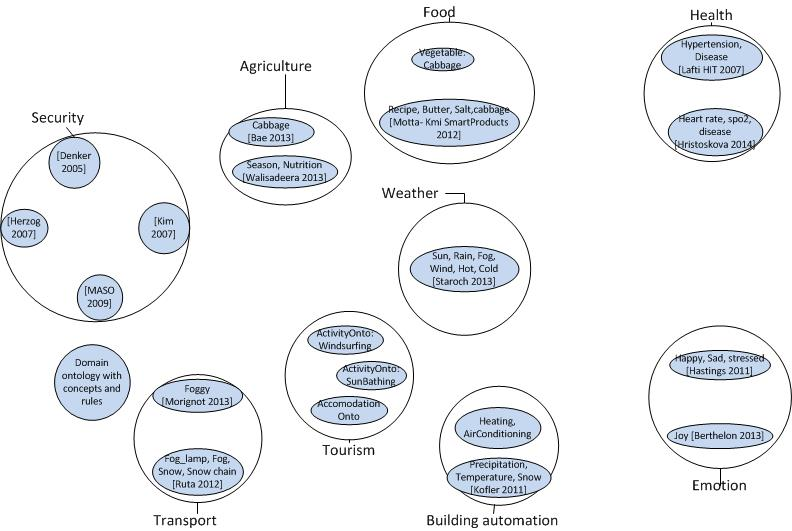 Food
Vegetable:
Cabbage
Recipe, Butter, Salt,cabbage
[Motta- Kmi SmartProducts
2012]
Health
Hypertension,
Disease
[Lafti HIT 2007]
Heart rate, spo2,
disease
[Hristoskova 2014]
Agriculture
Cabbage
[Bae 2013]
Season, Nutrition
[Walisadeera 2013]
Security
[Denker
2005]
[Herzog
2007]
[Kim
2007]
[MASO
2009]
Weather
Sun, Rain, Fog,
Wind, Hot, Cold
[Staroch 2013]
Domain
ontology with
concepts and
rules
Foggy
[Morignot 2013]
Fog_lamp, Fog,
Snow, Snow chain
[Ruta 2012]
Transport
ActivityOnto:
Windsurfing
ActivityOnto:
SunBathing
Accomodation
Onto
Tourism
Heating,
AirConditioning
Precipitation,
Temperature, Snow
[Kofler 2011]
Building automation
Happy, Sad, stressed
[Hastings 2011]
Joy [Berthelon 2013]
Emotion